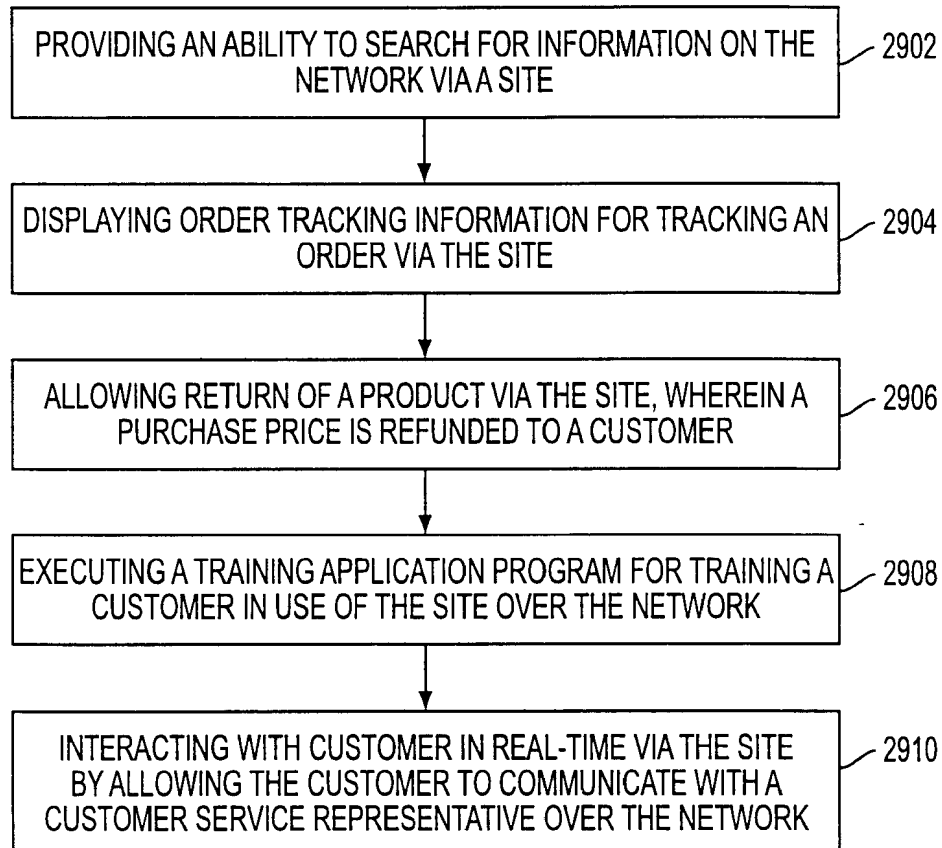 PROVIDING AN ABILITY TO SEARCH FOR INFORMATION ON THE
NETWORK VIA A SITE
2902
DISPLAYING ORDER TRACKING INFORMATION FOR TRACKING AN
ORDER VIA THE SITE
2904
ALLOWING RETURN OF A PRODUCT VIA THE SITE, WHEREIN A
PURCHASE PRICE IS REFUNDED TO A CUSTOMER
2906
EXECUTING A TRAINING APPLICATION PROGRAM FOR TRAINING A
CUSTOMER IN USE OF THE SITE OVER THE NETWORK
2908
INTERACTING WITH CUSTOMER IN REAL-TIME VIA THE SITE
BY ALLOWING THE CUSTOMER TO COMMUNICATE WITH A
CUSTOMER SERVICE REPRESENTATIVE OVER THE NETWORK
2910